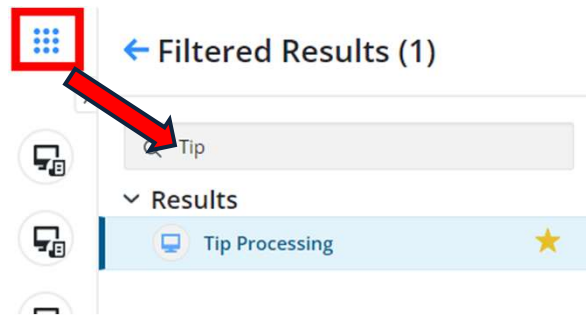 Filtered Results (1)
Tip
Results
Tip Processing